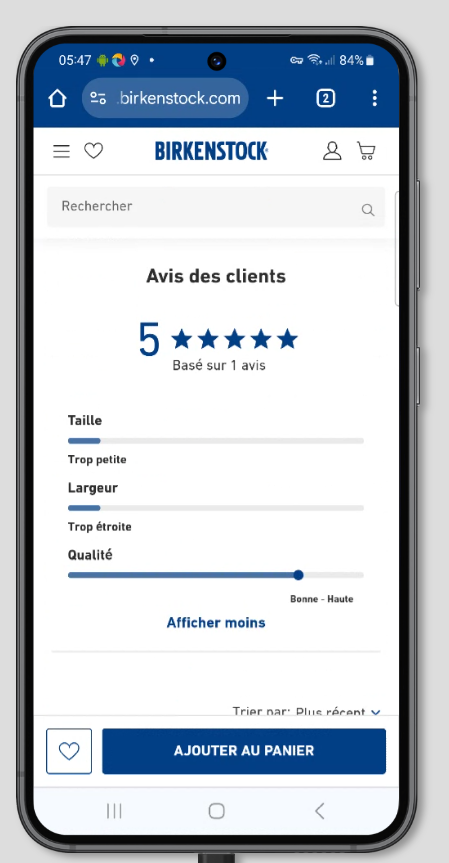 05:47
84%
.birkenstock.com
2
BIRKENSTOCK
Rechercher
Avis des clients
5
Basé sur 1 avis
Taille
Trop petite
Largeur
Trop étroite
Qualité
Bonne - Haute
Afficher moins
Trier par: Plus récent
AJOUTER AU PANIER